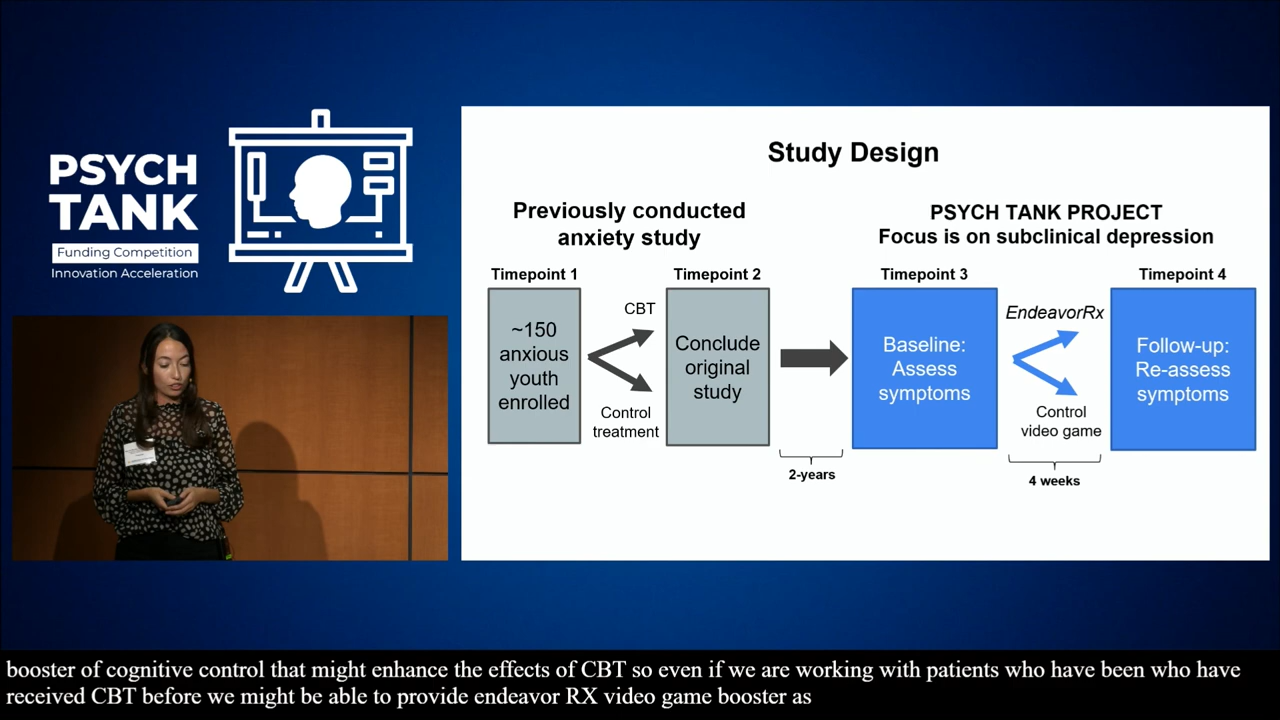 PSYCH
TANK
Funding Competition
Innovation Acceleration
Study Design
Previously conducted
anxiety study
PSYCH TANK PROJECT
Focus is on subclinical depression
Timepoint 1
Timepoint 2
Timepoint 3
Timepoint 4
~150
anxious
youth
enrolled
CBT
Control
treatment
Conclude
original
study
2-years
Baseline:
Assess
symptoms
EndeavorRx
Control
video game
4 weeks
Follow-up:
Re-assess
symptoms
booster of cognitive control that might enhance the effects of CBT so even if we are working with patients who have been who have
received CBT before we might be able to provide endeavor RX video game booster as